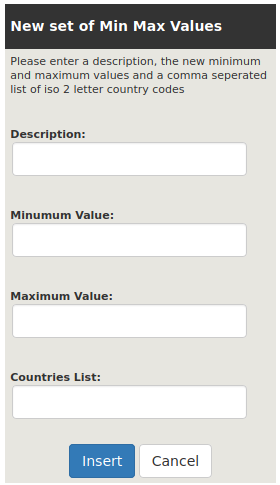 New set of Min Max Values
Please enter a description, the new minimum
and maximum values and a comma seperated
list of iso 2 letter country codes
Description:
Minumum Value:
Maximum Value:
Countries List:
Insert Cancel